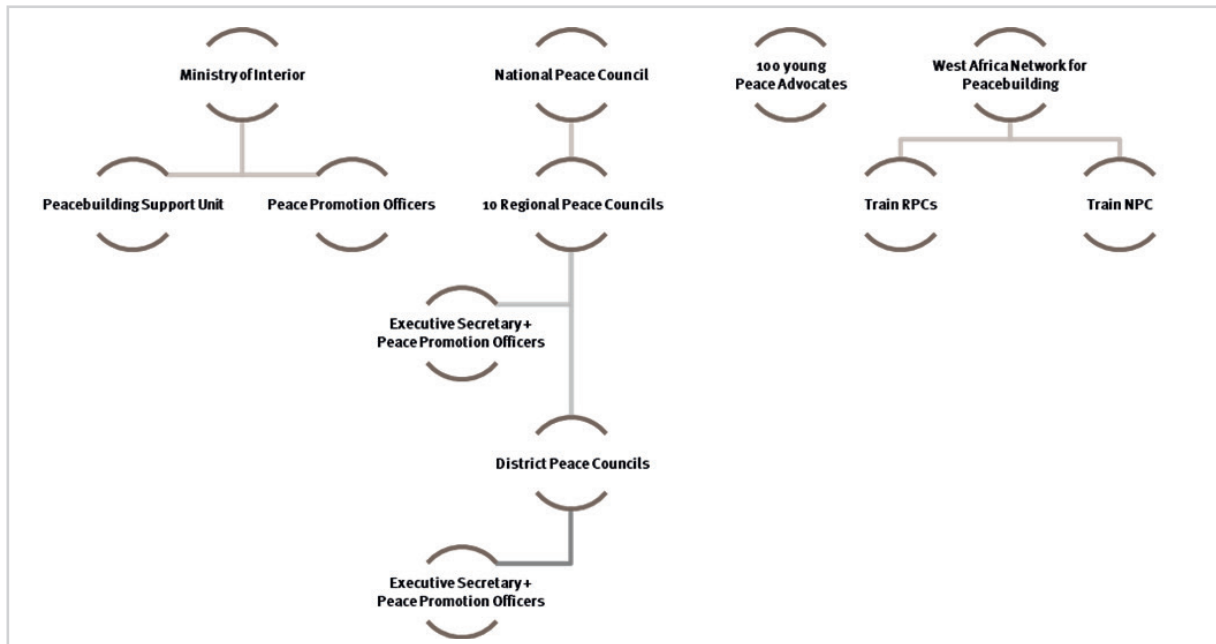 Ministry of Interior
National Peace Council
100 young
Peace Advocates
West Africa Network for
Peacebuilding
Peacebuilding Support Unit
Peace Promotion Officers
10 Regional Peace Councils
Train RPCs
Train NPC
Executive Secretary +
Peace Promotion Officers
District Peace Councils
Executive Secretary +
Peace Promotion Officers